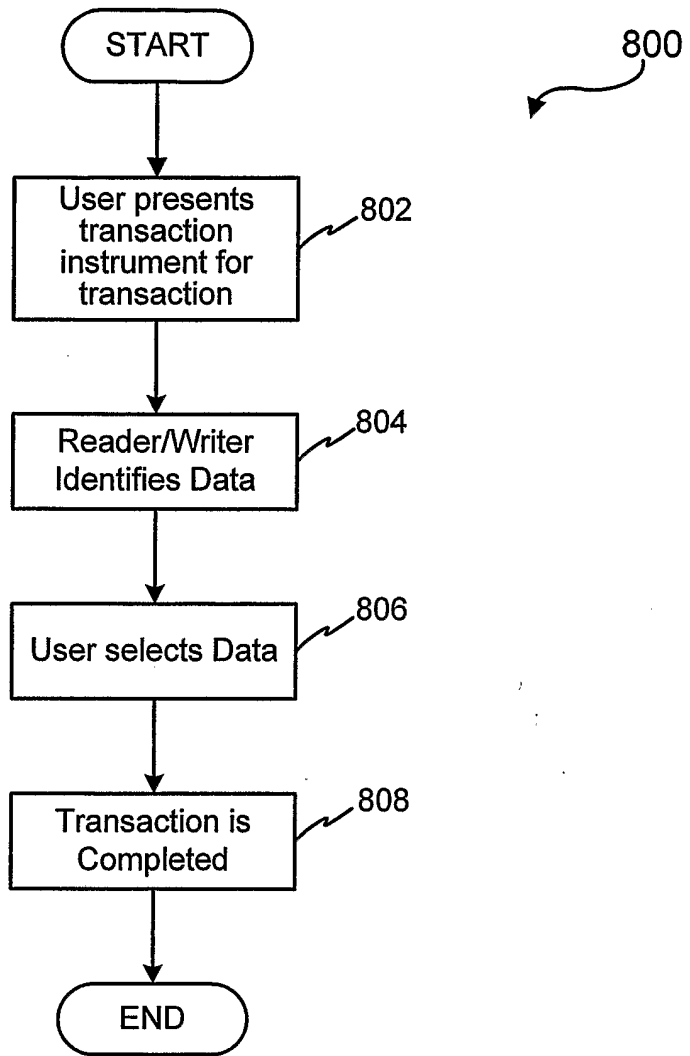 START
800
User presents
transaction
instrument for
transaction
802
Reader/Writer
Identifies Data
804
User selects Data
806
Transaction is
Completed
808
END